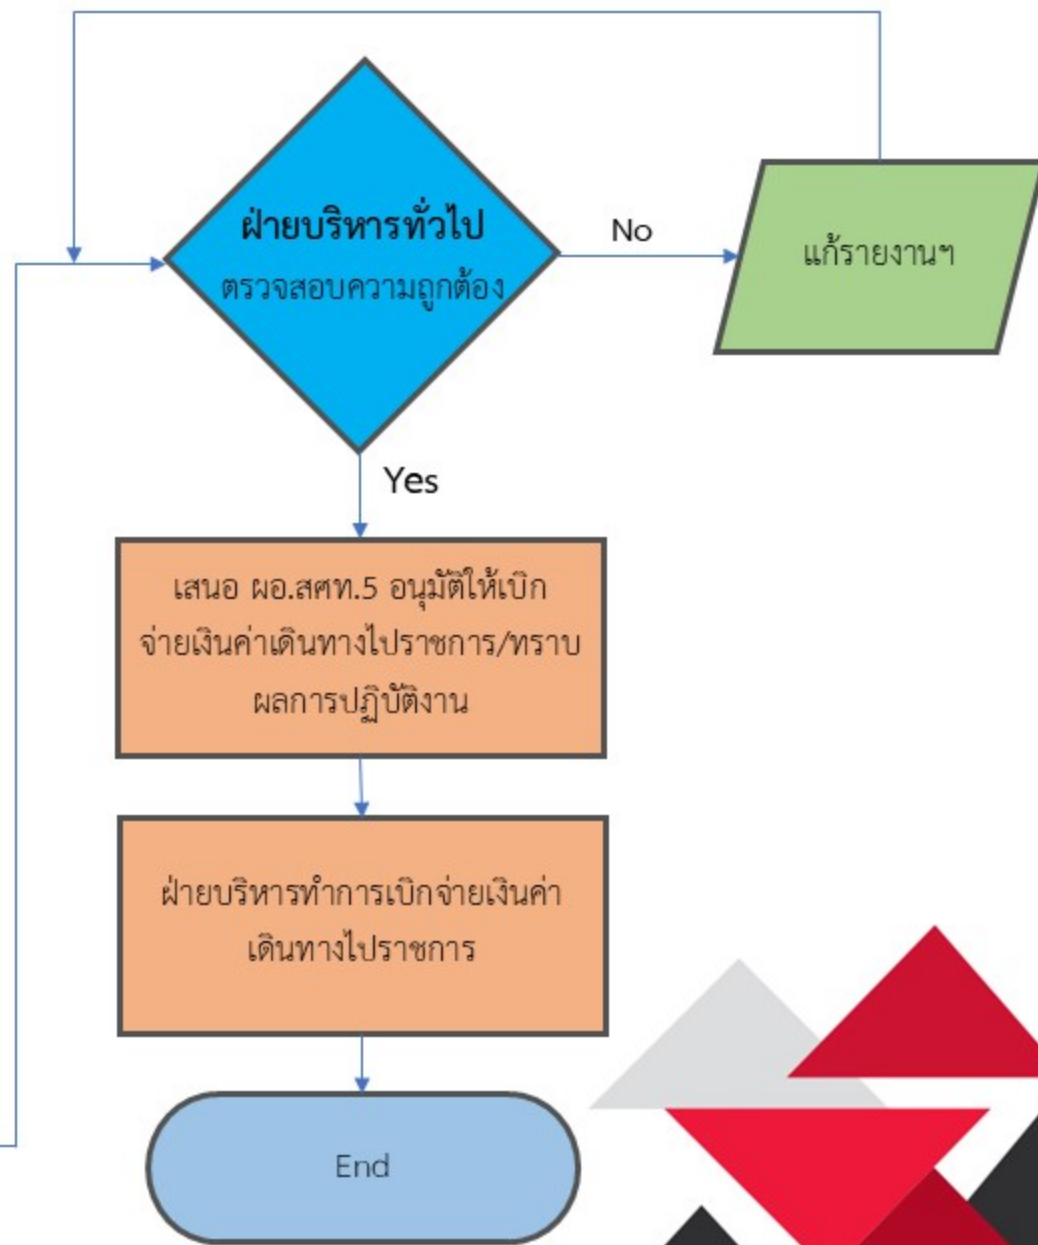 ฝ่ายบริหารทั่วไป
ตรวจสอบความถูกต้อง
No
แก้รายงานฯ
Yes
เสนอ ผอ.สศท.5 อนุมัติให้เบิก
จ่ายเงินค่าเดินทางไปราชการ/ทราบ
ผลการปฏิบัติงาน
ฝ่ายบริหารทำการเบิกจ่ายเงินค่า
เดินทางไปราชการ
End